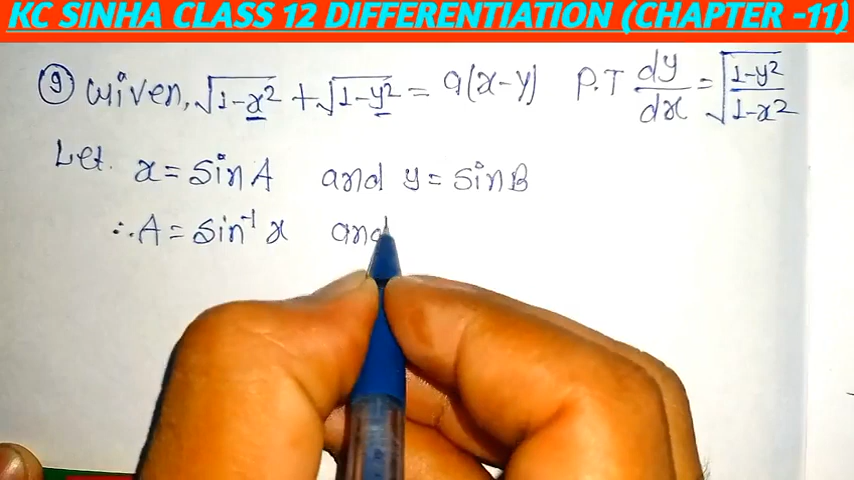 KC SINHA CLASS 12 DIFFERENTIATION (CHAPTER -11)
⑨ Given, √1-x² + √1-y² = a(x-y) P.T dy/dx = √(1-y²/1-x²)
Let. x = sin A and y = sin B
∴ A = sin⁻¹ x and